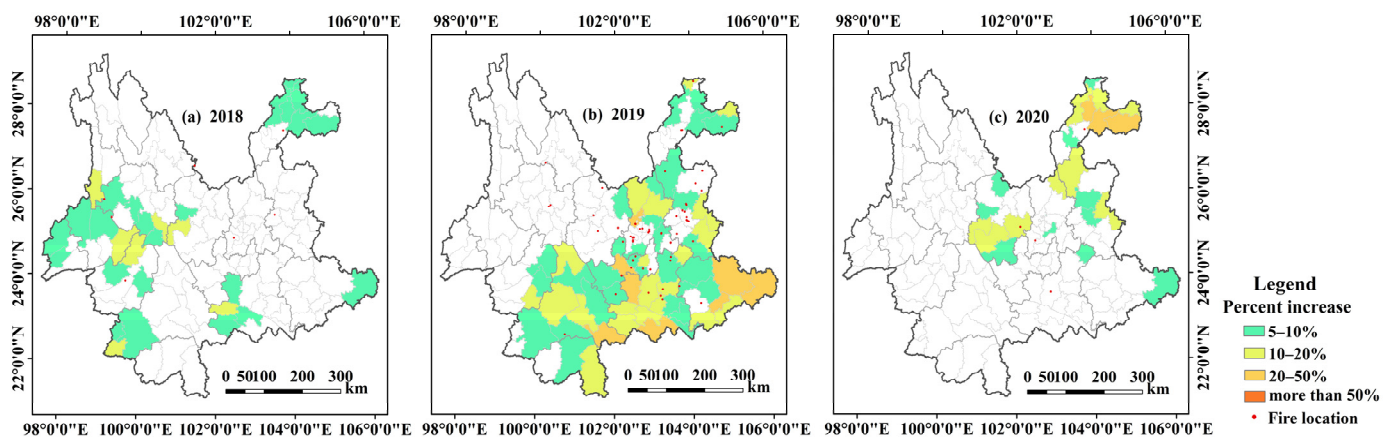 98°0'0"E 102°0'0"E 106°0'0"E 98°0'0"E 102°0'0"E 106°0'0"E 98°0'0"E 102°0'0"E 106°0'0"E
28°0'0"N
26°0'0"N
24°0'0"N
22°0'0"N
(a) 2018
0 50100 200 300
km
(b) 2019
0 50100 200 300
km
(c) 2020
0 50100 200 300
km
28°0'0"N
26°0'0"N
24°0'0"N
22°0'0"N
98°0'0"E 100°0'0"E 102°0'0"E 104°0'0"E 106°0'0"E 98°0'0"E 100°0'0"E 102°0'0"E 104°0'0"E 106°0'0"E 98°0'0"E 100°0'0"E 102°0'0"E 104°0'0"E 106°0'0"E
Legend
Percent increase
5–10%
10–20%
20–50%
more than 50%
Fire location